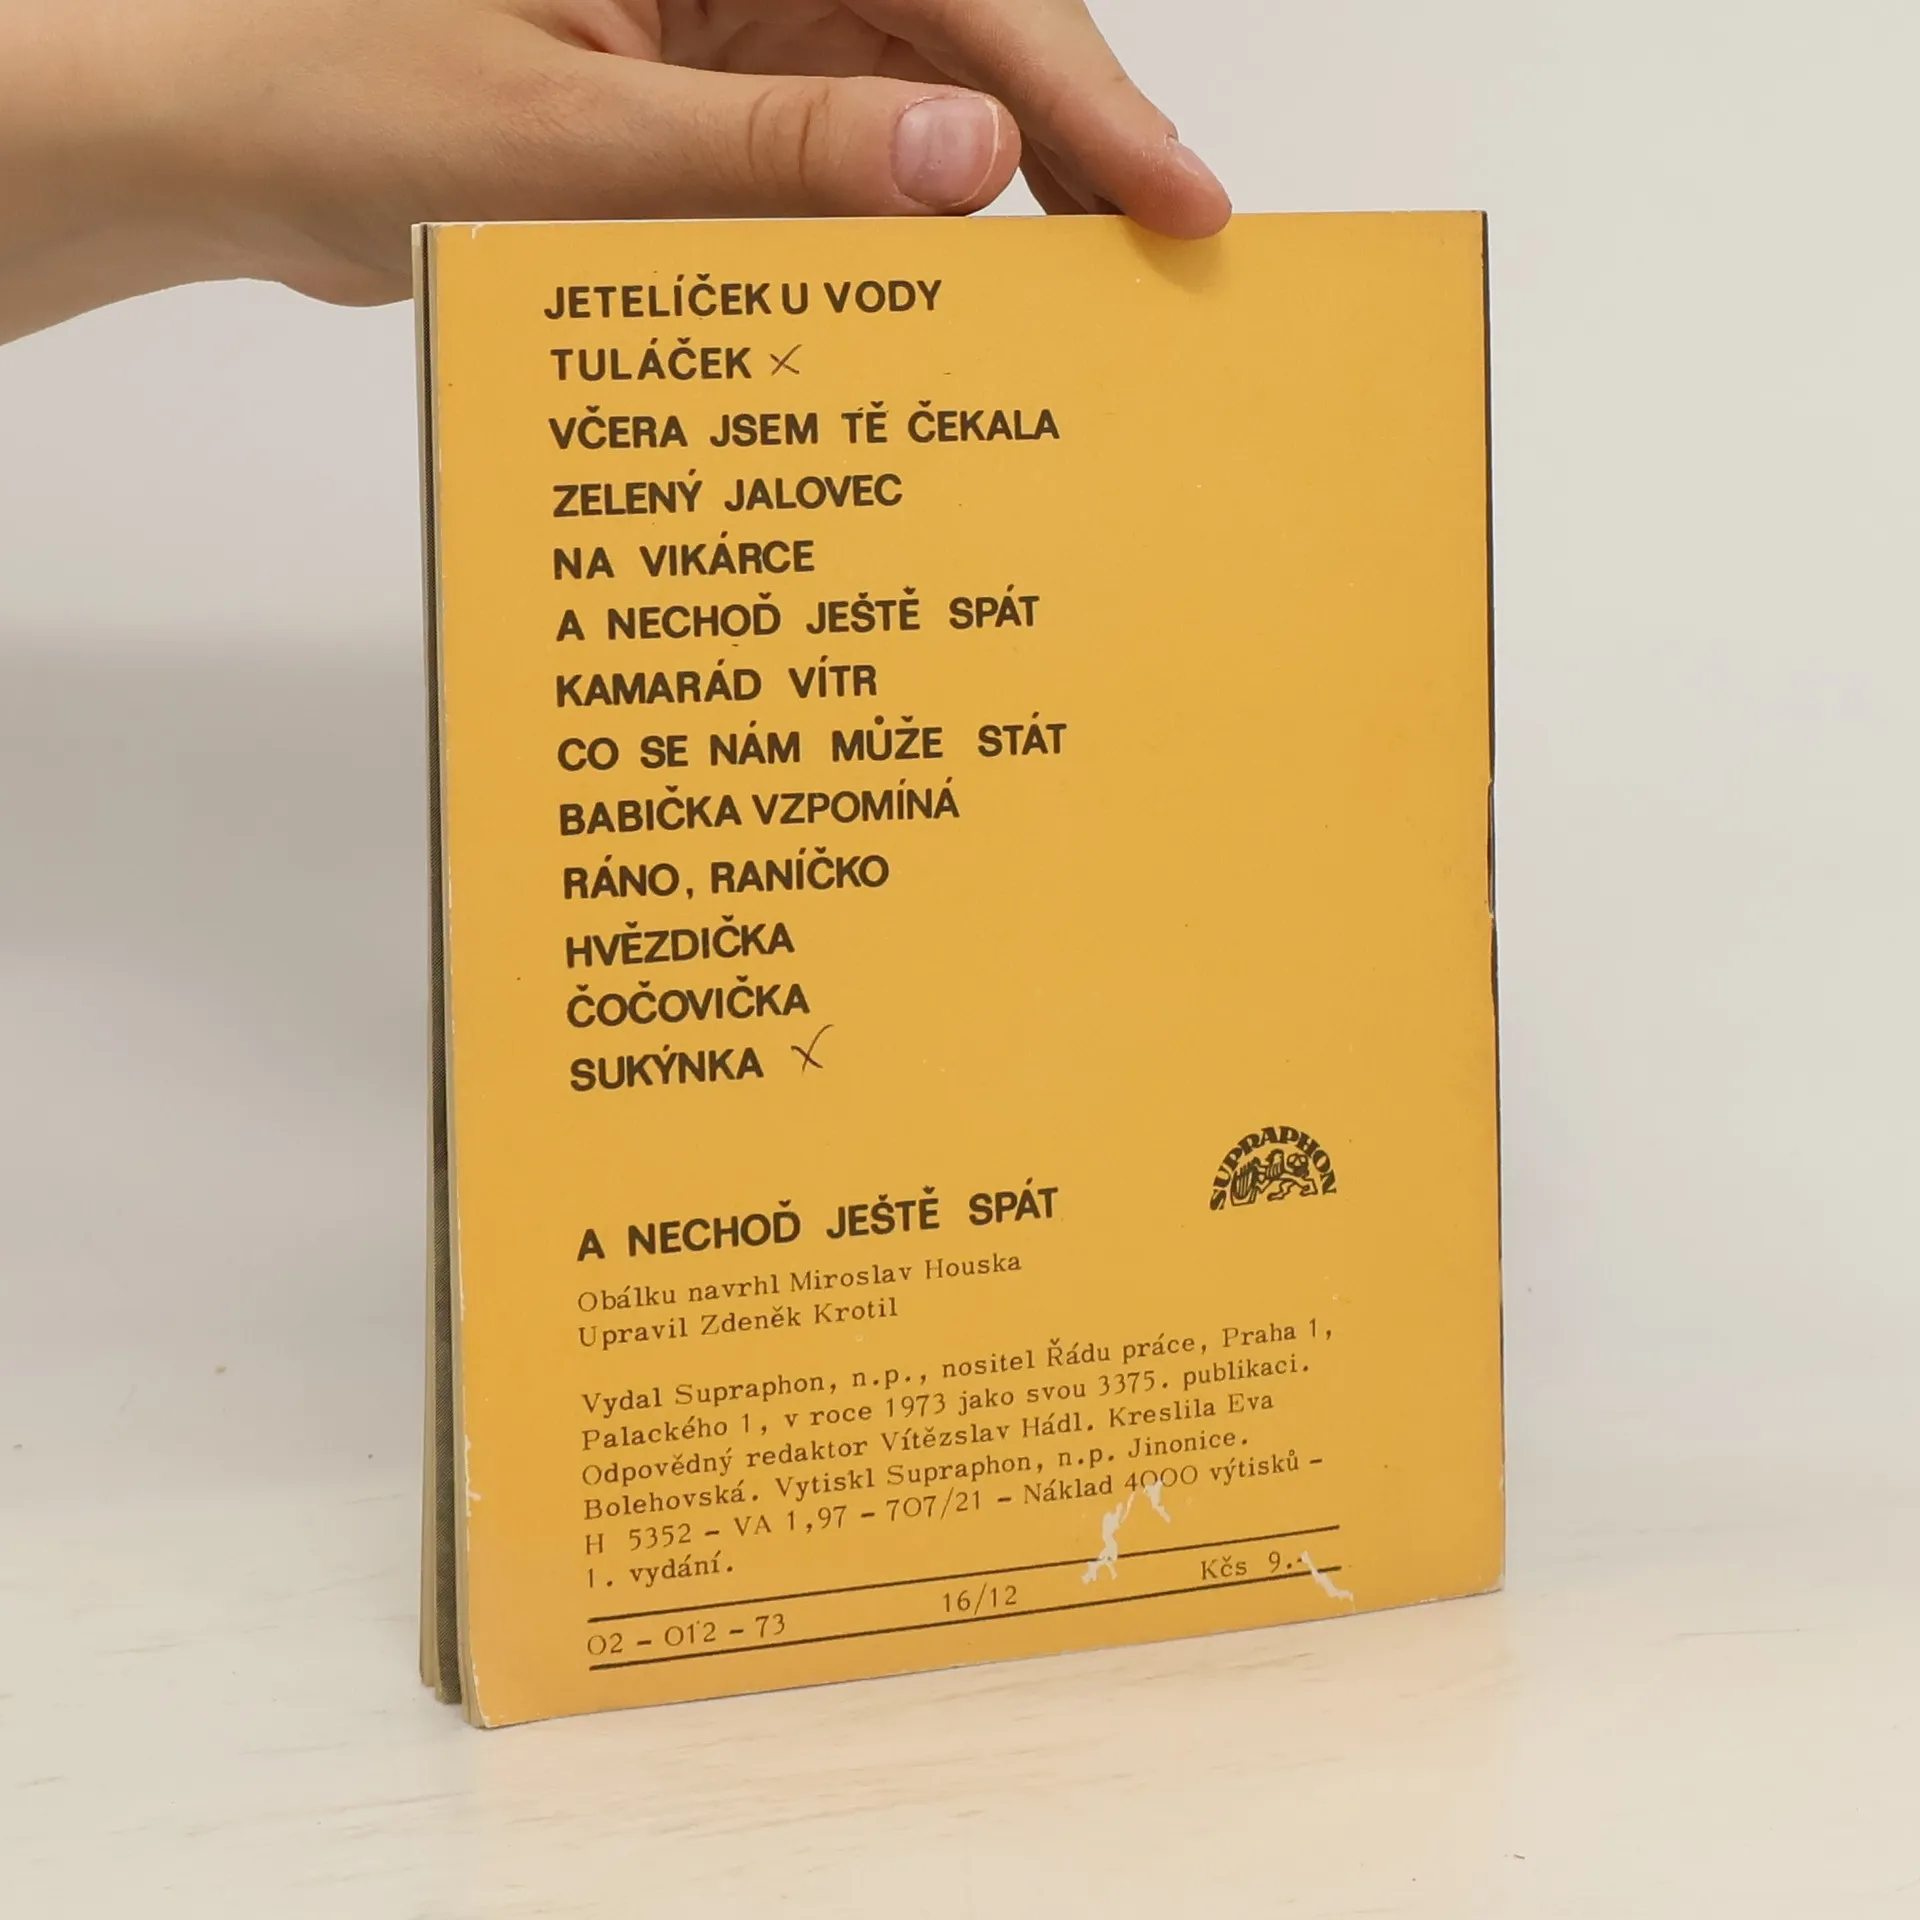 JETELÍČEK U VODY
TULÁČEK x
VČERA JSEM TĚ ČEKALA
ZELENÝ JALOVEC
NA VIKÁRCE
A NECHOĎ JEŠTĚ SPÁT
KAMARÁD VÍTR
CO SE NÁM MŮŽE STÁT
BABIČKA VZPOMÍNÁ
RÁNO, RANÍČKO
HVĚZDIČKA
ČOČOVIČKA
SUKÝNKA x
SUPRAPHON
A NECHOĎ JEŠTĚ SPÁT
Obálku navrhl Miroslav Houska
Upravil Zdeněk Krotil
Vydal Supraphon, n.p., nositel Řádu práce, Praha 1,
Palackého 1, v roce 1973 jako svou 3375. publikaci.
Odpovědný redaktor Vítězslav Hádl. Kreslila Eva
Bolehovská. Vytiskl Supraphon, n.p. Jinonice.
H 5352 - VA 1,97 - 707/21 - Náklad 4000 výtisků -
1. vydání.
02 - 012 - 73 16/12 Kčs 9.-